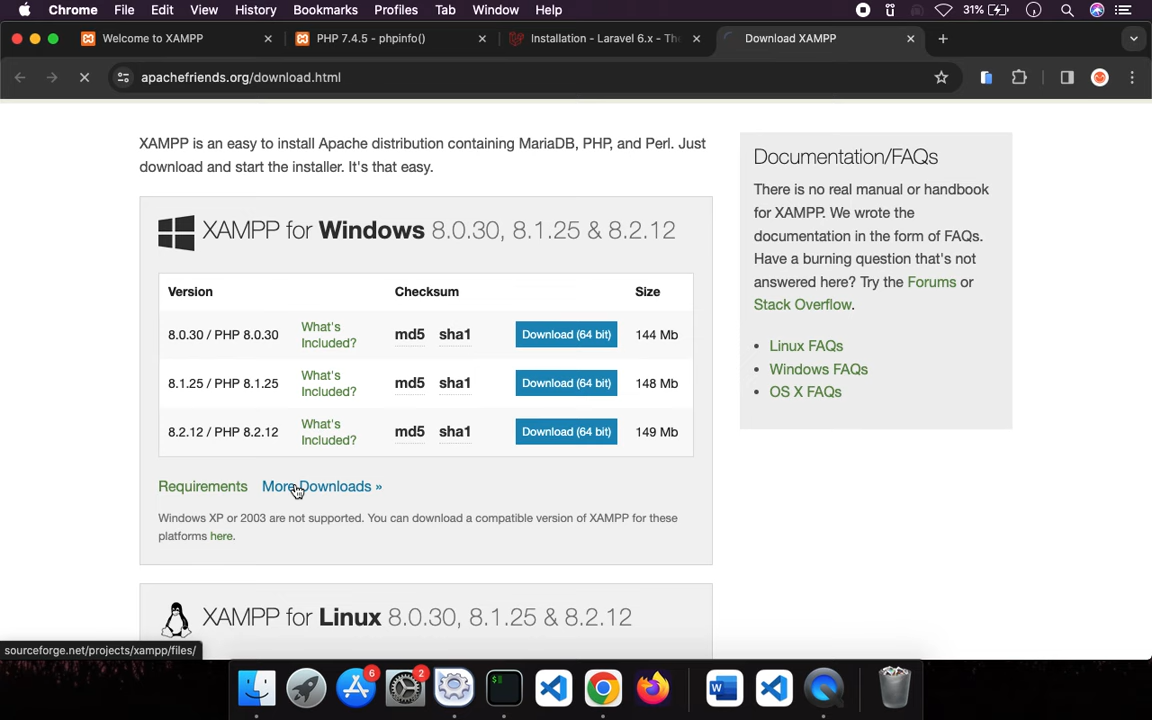 Chrome File Edit View History Bookmarks Profiles Tab Window Help 31%
Welcome to XAMPP
PHP 7.4.5 - phpinfo()
Installation - Laravel 6.x - The
Download XAMPP
apachefriends.org/download.html
XAMPP is an easy to install Apache distribution containing MariaDB, PHP, and Perl. Just
download and start the installer. It's that easy.
XAMPP for Windows 8.0.30, 8.1.25 & 8.2.12
Version Checksum Size
8.0.30 / PHP 8.0.30 What's Included? md5 sha1 Download (64 bit) 144 Mb
8.1.25 / PHP 8.1.25 What's Included? md5 sha1 Download (64 bit) 148 Mb
8.2.12 / PHP 8.2.12 What's Included? md5 sha1 Download (64 bit) 149 Mb
Requirements More Downloads »
Windows XP or 2003 are not supported. You can download a compatible version of XAMPP for these
platforms here.
XAMPP for Linux 8.0.30, 8.1.25 & 8.2.12
Documentation/FAQs
There is no real manual or handbook
for XAMPP. We wrote the
documentation in the form of FAQs.
Have a burning question that's not
answered here? Try the Forums or
Stack Overflow.
• Linux FAQs
• Windows FAQs
• OS X FAQs
sourceforge.net/projects/xampp/files/
6
2